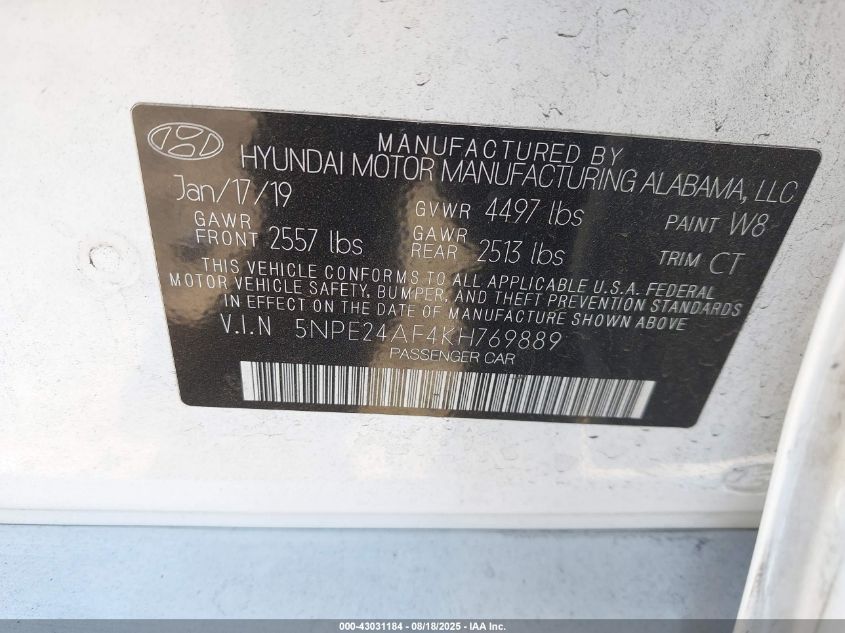 MANUFACTURED BY
HYUNDAI MOTOR MANUFACTURING ALABAMA, LLC
Jan/17/19 GVWR 4497 lbs PAINT W8
GAWR FRONT 2557 lbs GAWR REAR 2513 lbs TRIM CT
THIS VEHICLE CONFORMS TO ALL APPLICABLE U.S.A. FEDERAL
MOTOR VEHICLE SAFETY, BUMPER, AND THEFT PREVENTION STANDARDS
IN EFFECT ON THE DATE OF MANUFACTURE SHOWN ABOVE
V.I.N 5NPE24AF4KH769889
PASSENGER CAR
000-43031184 - 08/18/2025 - IAA Inc.